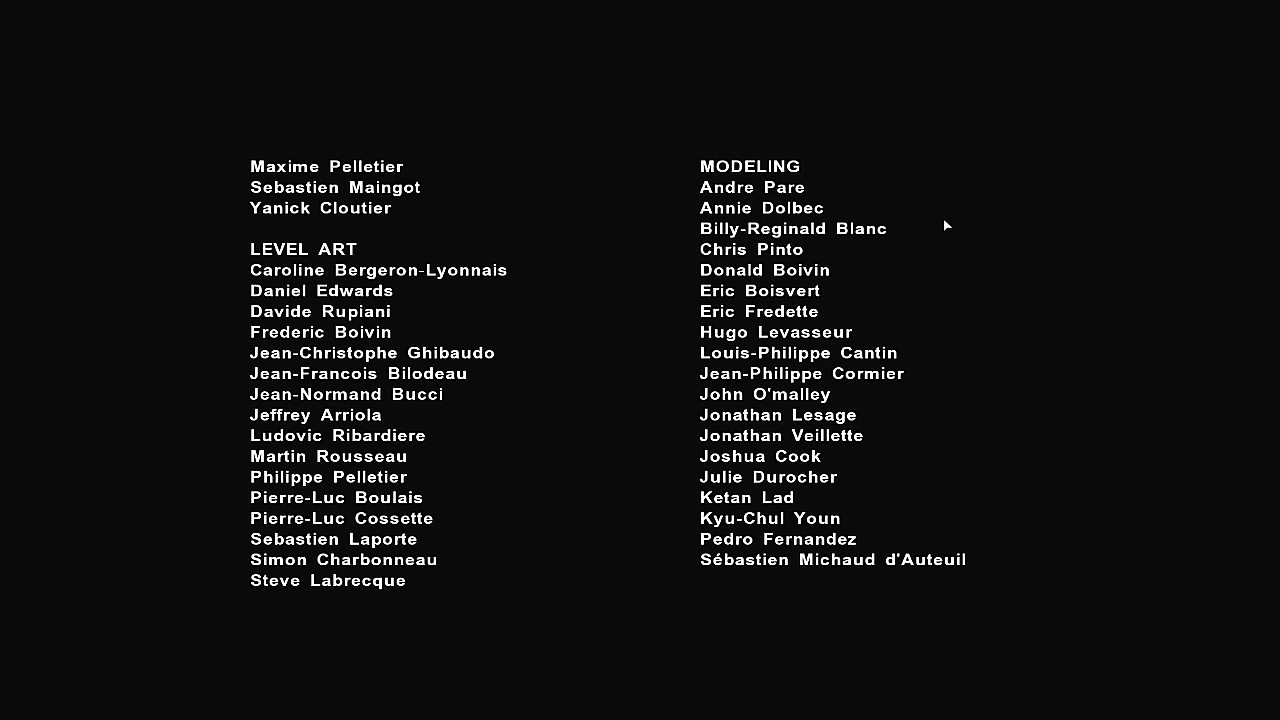 Maxime Pelletier
Sebastien Maingot
Yanick Cloutier
LEVEL ART
Caroline Bergeron-Lyonnais
Daniel Edwards
Davide Rupiani
Frederic Boivin
Jean-Christophe Ghibaudo
Jean-Francois Bilodeau
Jean-Normand Bucci
Jeffrey Arriola
Ludovic Ribardiere
Martin Rousseau
Philippe Pelletier
Pierre-Luc Boulais
Pierre-Luc Cossette
Sebastien Laporte
Simon Charbonneau
Steve Labrecque
MODELING
Andre Pare
Annie Dolbec
Billy-Reginald Blanc
Chris Pinto
Donald Boivin
Eric Boisvert
Eric Fredette
Hugo Levasseur
Louis-Philippe Cantin
Jean-Philippe Cormier
John O'malley
Jonathan Lesage
Jonathan Veillette
Joshua Cook
Julie Durocher
Ketan Lad
Kyu-Chul Youn
Pedro Fernandez
Sébastien Michaud d'Auteuil